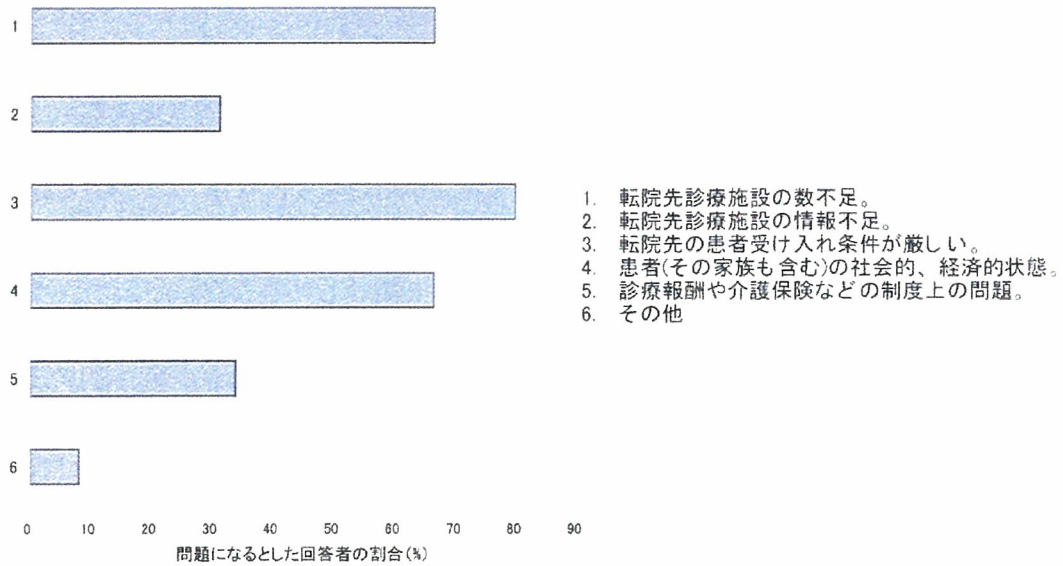 1
2
3
4
5
6
0 10 20 30 40 50 60 70 80 90
問題になるとした回答者の割合(%)
1. 転院先診療施設の数不足。
2. 転院先診療施設の情報不足。
3. 転院先の患者受け入れ条件が厳しい。
4. 患者(その家族も含む)の社会的、経済的状態。
5. 診療報酬や介護保険などの制度上の問題。
6. その他